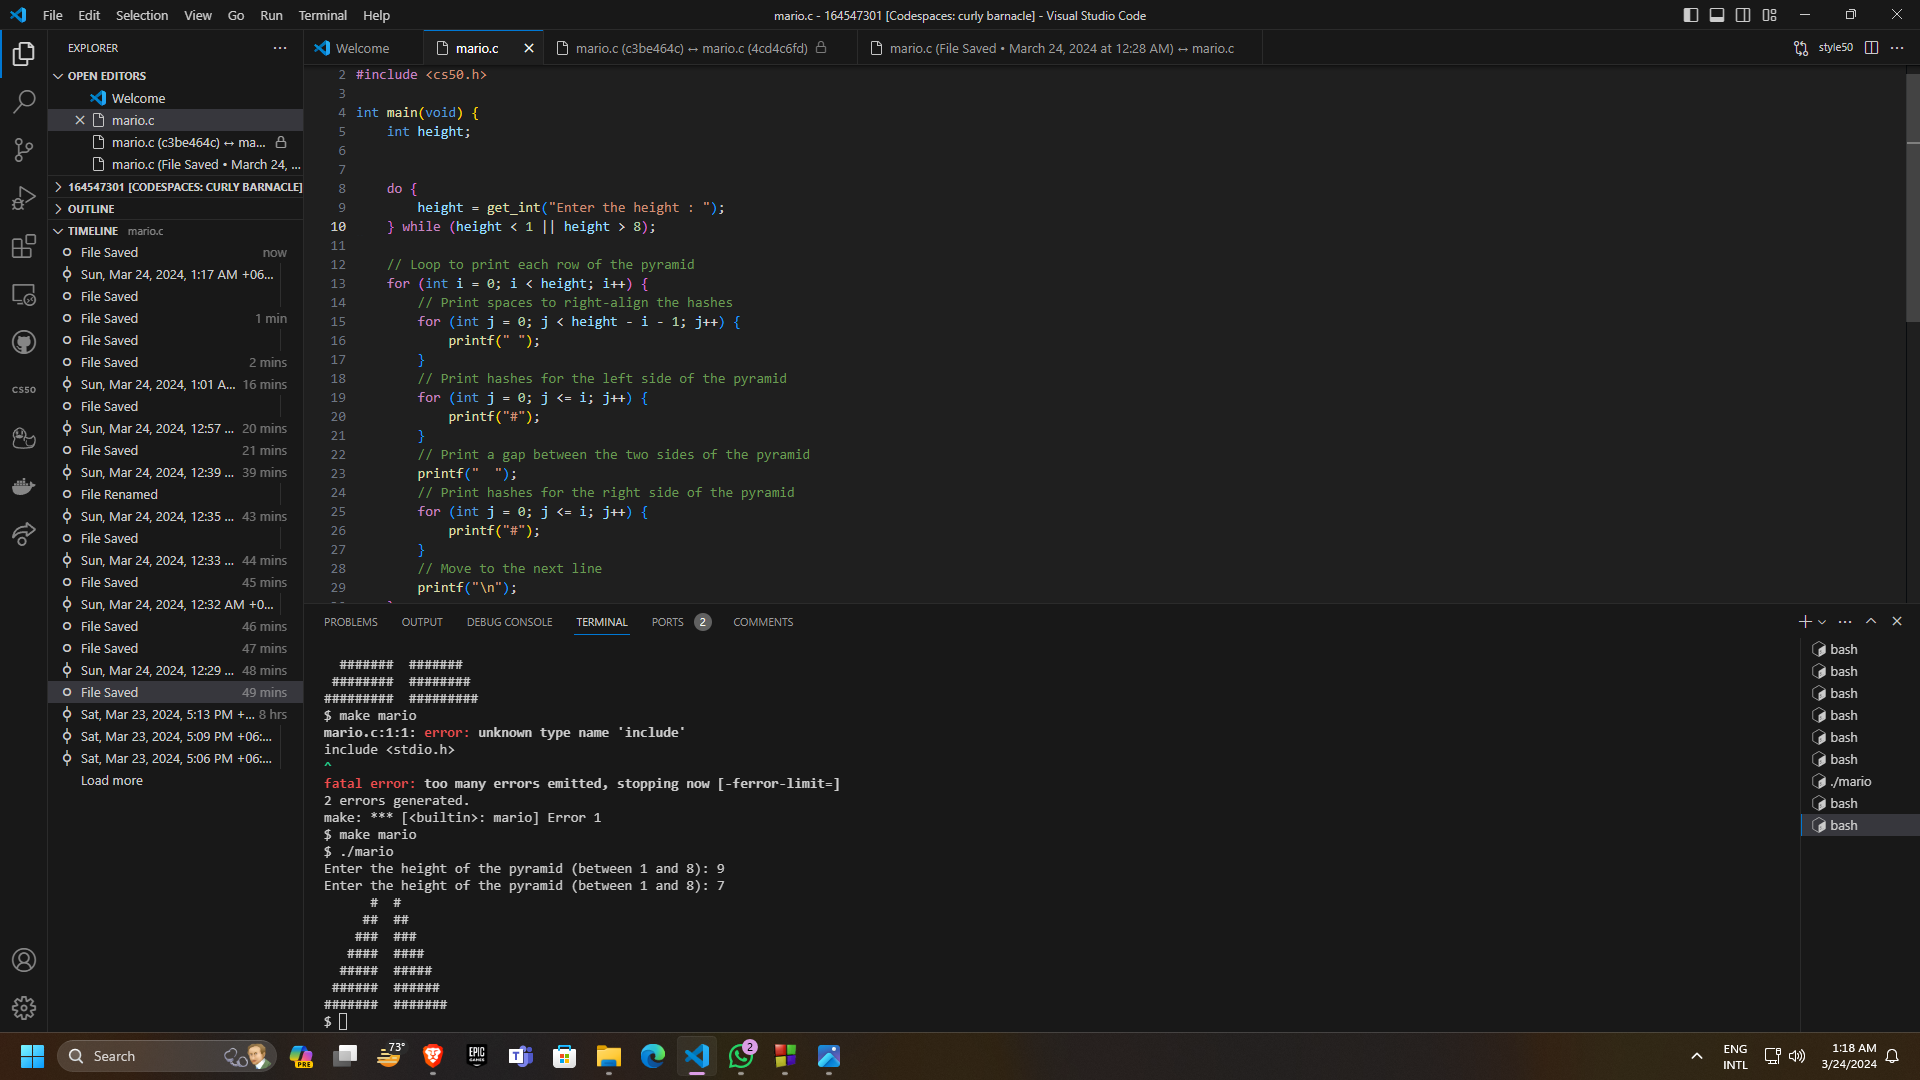 File Edit Selection View Go Run Terminal Help
mario.c - 164547301 [Codespaces: curly barnacle] - Visual Studio Code
EXPLORER
OPEN EDITORS
Welcome
mario.c
mario.c (c3be464c) ↔ ma...
mario.c (File Saved • March 24, ...
164547301 [CODESPACES: CURLY BARNACLE]
OUTLINE
TIMELINE mario.c
File Saved now
Sun, Mar 24, 2024, 1:17 AM +06...
File Saved
File Saved 1 min
File Saved
File Saved 2 mins
Sun, Mar 24, 2024, 1:01 A... 16 mins
File Saved
Sun, Mar 24, 2024, 12:57 ... 20 mins
File Saved 21 mins
Sun, Mar 24, 2024, 12:39 ... 39 mins
File Renamed
Sun, Mar 24, 2024, 12:35 ... 43 mins
File Saved
Sun, Mar 24, 2024, 12:33 ... 44 mins
File Saved 45 mins
Sun, Mar 24, 2024, 12:32 AM +0...
File Saved 46 mins
File Saved 47 mins
Sun, Mar 24, 2024, 12:29 ... 48 mins
File Saved 49 mins
Sat, Mar 23, 2024, 5:13 PM +... 8 hrs
Sat, Mar 23, 2024, 5:09 PM +06:...
Sat, Mar 23, 2024, 5:06 PM +06:...
Load more
CS50
Welcome mario.c mario.c (c3be464c) ↔ mario.c (4cd4c6fd) mario.c (File Saved • March 24, 2024 at 12:28 AM) ↔ mario.c style50
2 #include <cs50.h>
3
4 int main(void) {
5     int height;
6
7
8     do {
9         height = get_int("Enter the height : ");
10     } while (height < 1 || height > 8);
11
12     // Loop to print each row of the pyramid
13     for (int i = 0; i < height; i++) {
14         // Print spaces to right-align the hashes
15         for (int j = 0; j < height - i - 1; j++) {
16             printf(" ");
17         }
18         // Print hashes for the left side of the pyramid
19         for (int j = 0; j <= i; j++) {
20             printf("#");
21         }
22         // Print a gap between the two sides of the pyramid
23         printf("  ");
24         // Print hashes for the right side of the pyramid
25         for (int j = 0; j <= i; j++) {
26             printf("#");
27         }
28         // Move to the next line
29         printf("\n");
PROBLEMS OUTPUT DEBUG CONSOLE TERMINAL PORTS 2 COMMENTS
  #######  #######
 ########  ########
#########  #########
$ make mario
mario.c:1:1: error: unknown type name 'include'
include <stdio.h>
^
fatal error: too many errors emitted, stopping now [-ferror-limit=]
2 errors generated.
make: *** [<builtin>: mario] Error 1
$ make mario
$ ./mario
Enter the height of the pyramid (between 1 and 8): 9
Enter the height of the pyramid (between 1 and 8): 7
      #  #
     ##  ##
    ###  ###
   ####  ####
  #####  #####
 ######  ######
#######  #######
$
bash
bash
bash
bash
bash
bash
./mario
bash
bash
Search
PRE
73°
EPIC GAMES
2
ENG
INTL
1:18 AM
3/24/2024